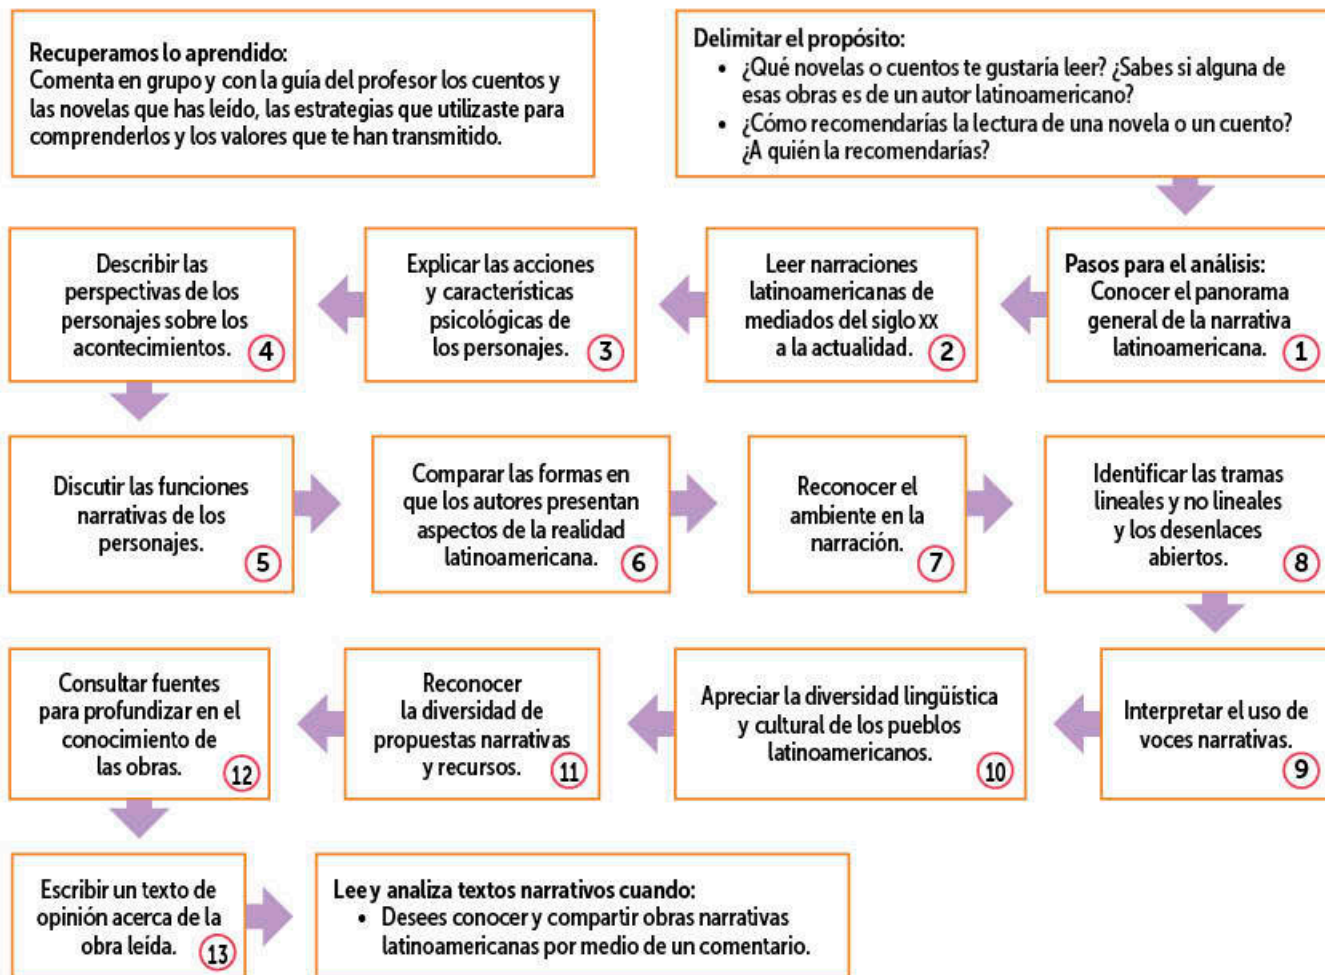 Recuperamos lo aprendido:
Comenta en grupo y con la guía del profesor los cuentos y
las novelas que has leído, las estrategias que utilizaste para
comprenderlos y los valores que te han transmitido.
Delimitar el propósito:
• ¿Qué novelas o cuentos te gustaría leer? ¿Sabes si alguna de
esas obras es de un autor latinoamericano?
• ¿Cómo recomendarías la lectura de una novela o un cuento?
¿A quién la recomendarías?
Pasos para el análisis:
Conocer el panorama
general de la narrativa
latinoamericana.
1
Leer narraciones
latinoamericanas de
mediados del siglo XX
a la actualidad.
2
Explicar las acciones
y características
psicológicas de
los personajes.
3
Describir las
perspectivas de los
personajes sobre los
acontecimientos.
4
Discutir las funciones
narrativas de los
personajes.
5
Comparar las formas en
que los autores presentan
aspectos de la realidad
latinoamericana.
6
Reconocer el
ambiente en la
narración.
7
Identificar las tramas
lineales y no lineales
y los desenlaces
abiertos.
8
Interpretar el uso de
voces narrativas.
9
Apreciar la diversidad lingüística
y cultural de los pueblos
latinoamericanos.
10
Reconocer
la diversidad de
propuestas narrativas
y recursos.
11
Consultar fuentes
para profundizar en el
conocimiento de
las obras.
12
Escribir un texto de
opinión acerca de la
obra leída.
13
Lee y analiza textos narrativos cuando:
• Desees conocer y compartir obras narrativas
latinoamericanas por medio de un comentario.